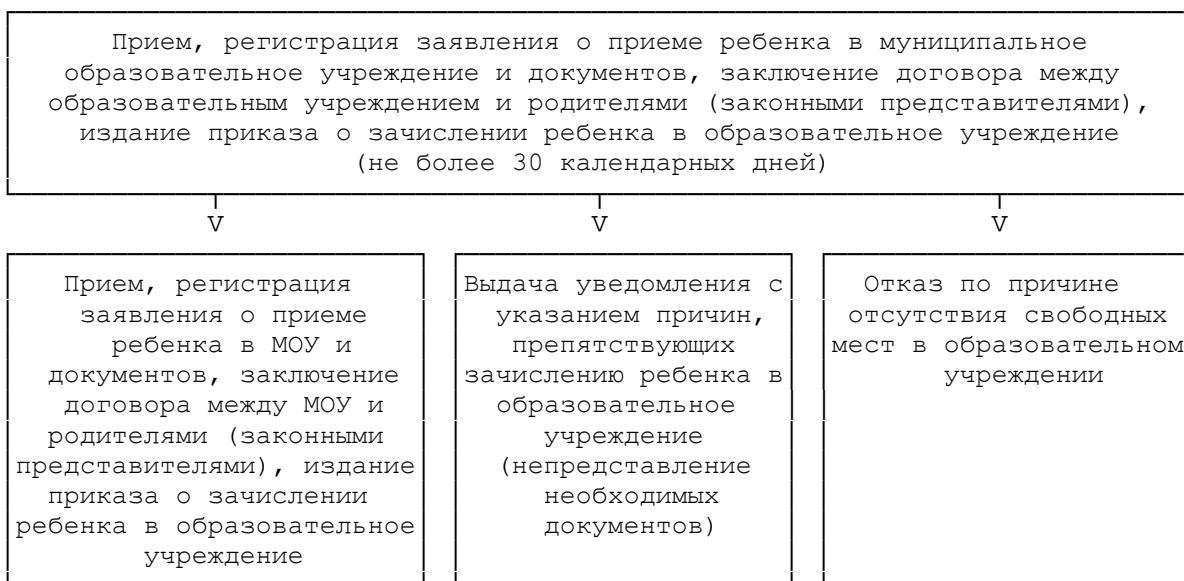 Прием, регистрация заявления о приеме ребенка в муниципальное
образовательное учреждение и документов, заключение договора между
образовательным учреждением и родителями (законными представителями),
издание приказа о зачислении ребенка в образовательное учреждение
(не более 30 календарных дней)
V V V
Прием, регистрация
заявления о приеме
ребенка в МОУ и
документов, заключение
договора между МОУ и
родителями (законными
представителями), издание
приказа о зачислении
ребенка в образовательное
учреждение
Выдача уведомления с
указанием причин,
препятствующих
зачислению ребенка в
образовательное
учреждение
(непредставление
необходимых
документов)
Отказ по причине
отсутствия свободных
мест в образовательном
учреждении